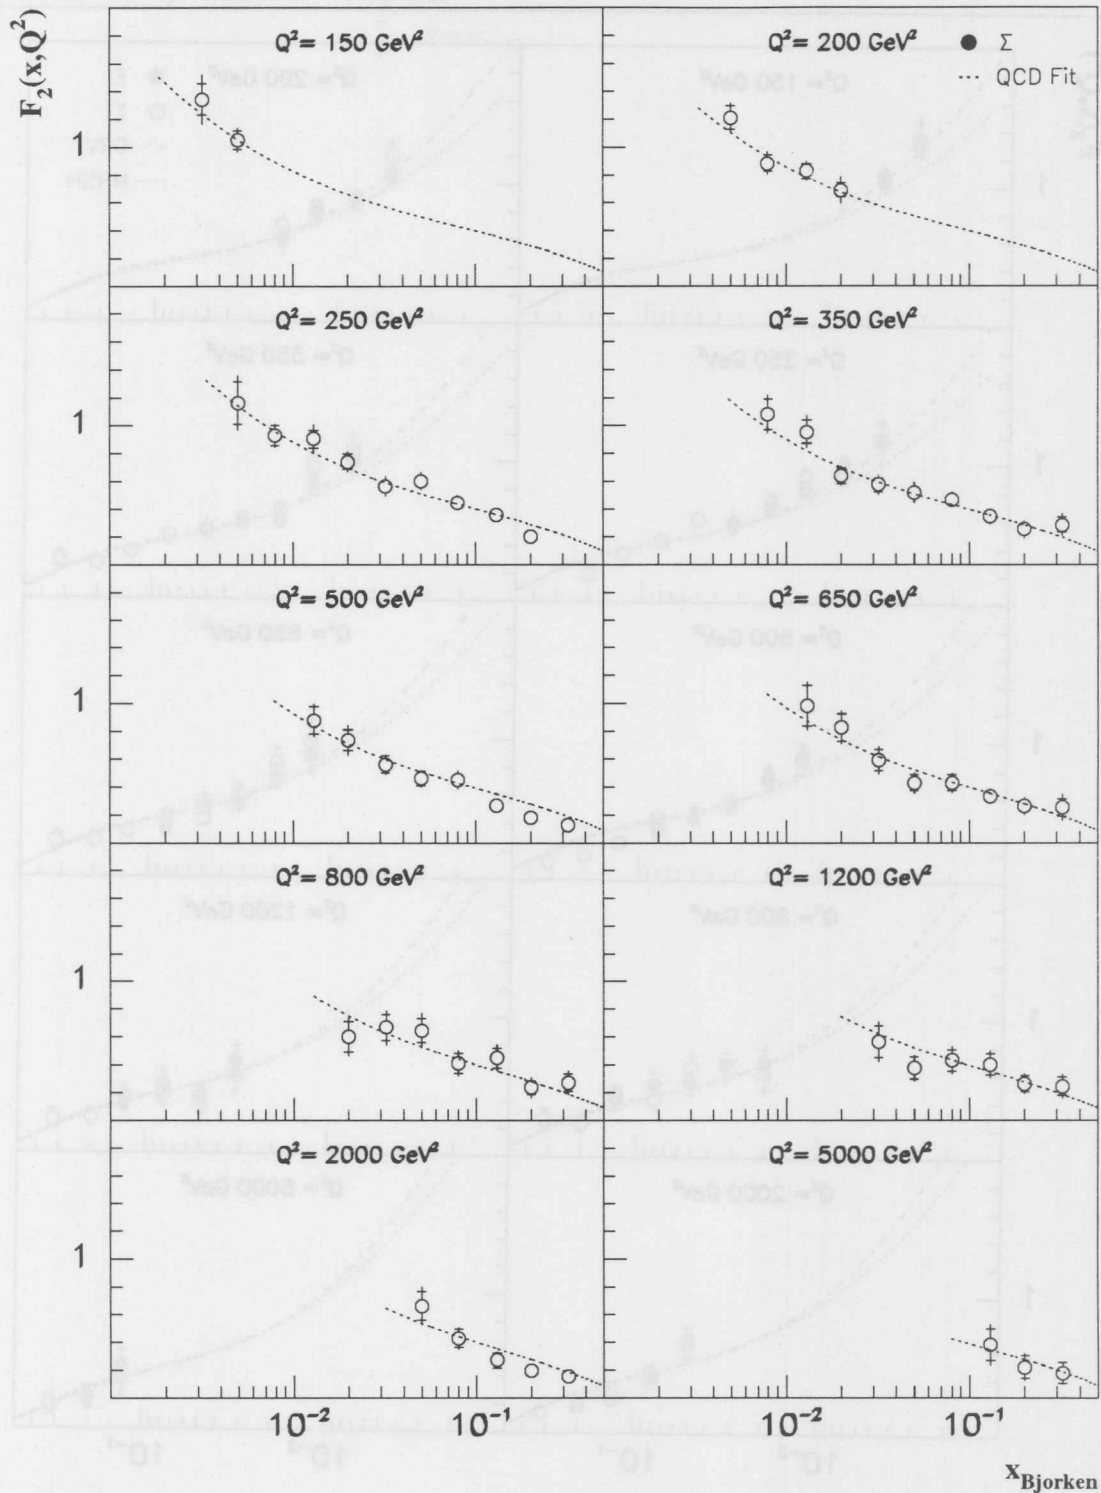 F₂(x,Q²)
Q²= 150 GeV²
Q²= 200 GeV²
Σ
QCD Fit
1
Q²= 250 GeV²
Q²= 350 GeV²
1
Q²= 500 GeV²
Q²= 650 GeV²
1
Q²= 800 GeV²
Q²= 1200 GeV²
1
Q²= 2000 GeV²
Q²= 5000 GeV²
1
10⁻²
10⁻¹
10⁻²
10⁻¹
x_Bjorken